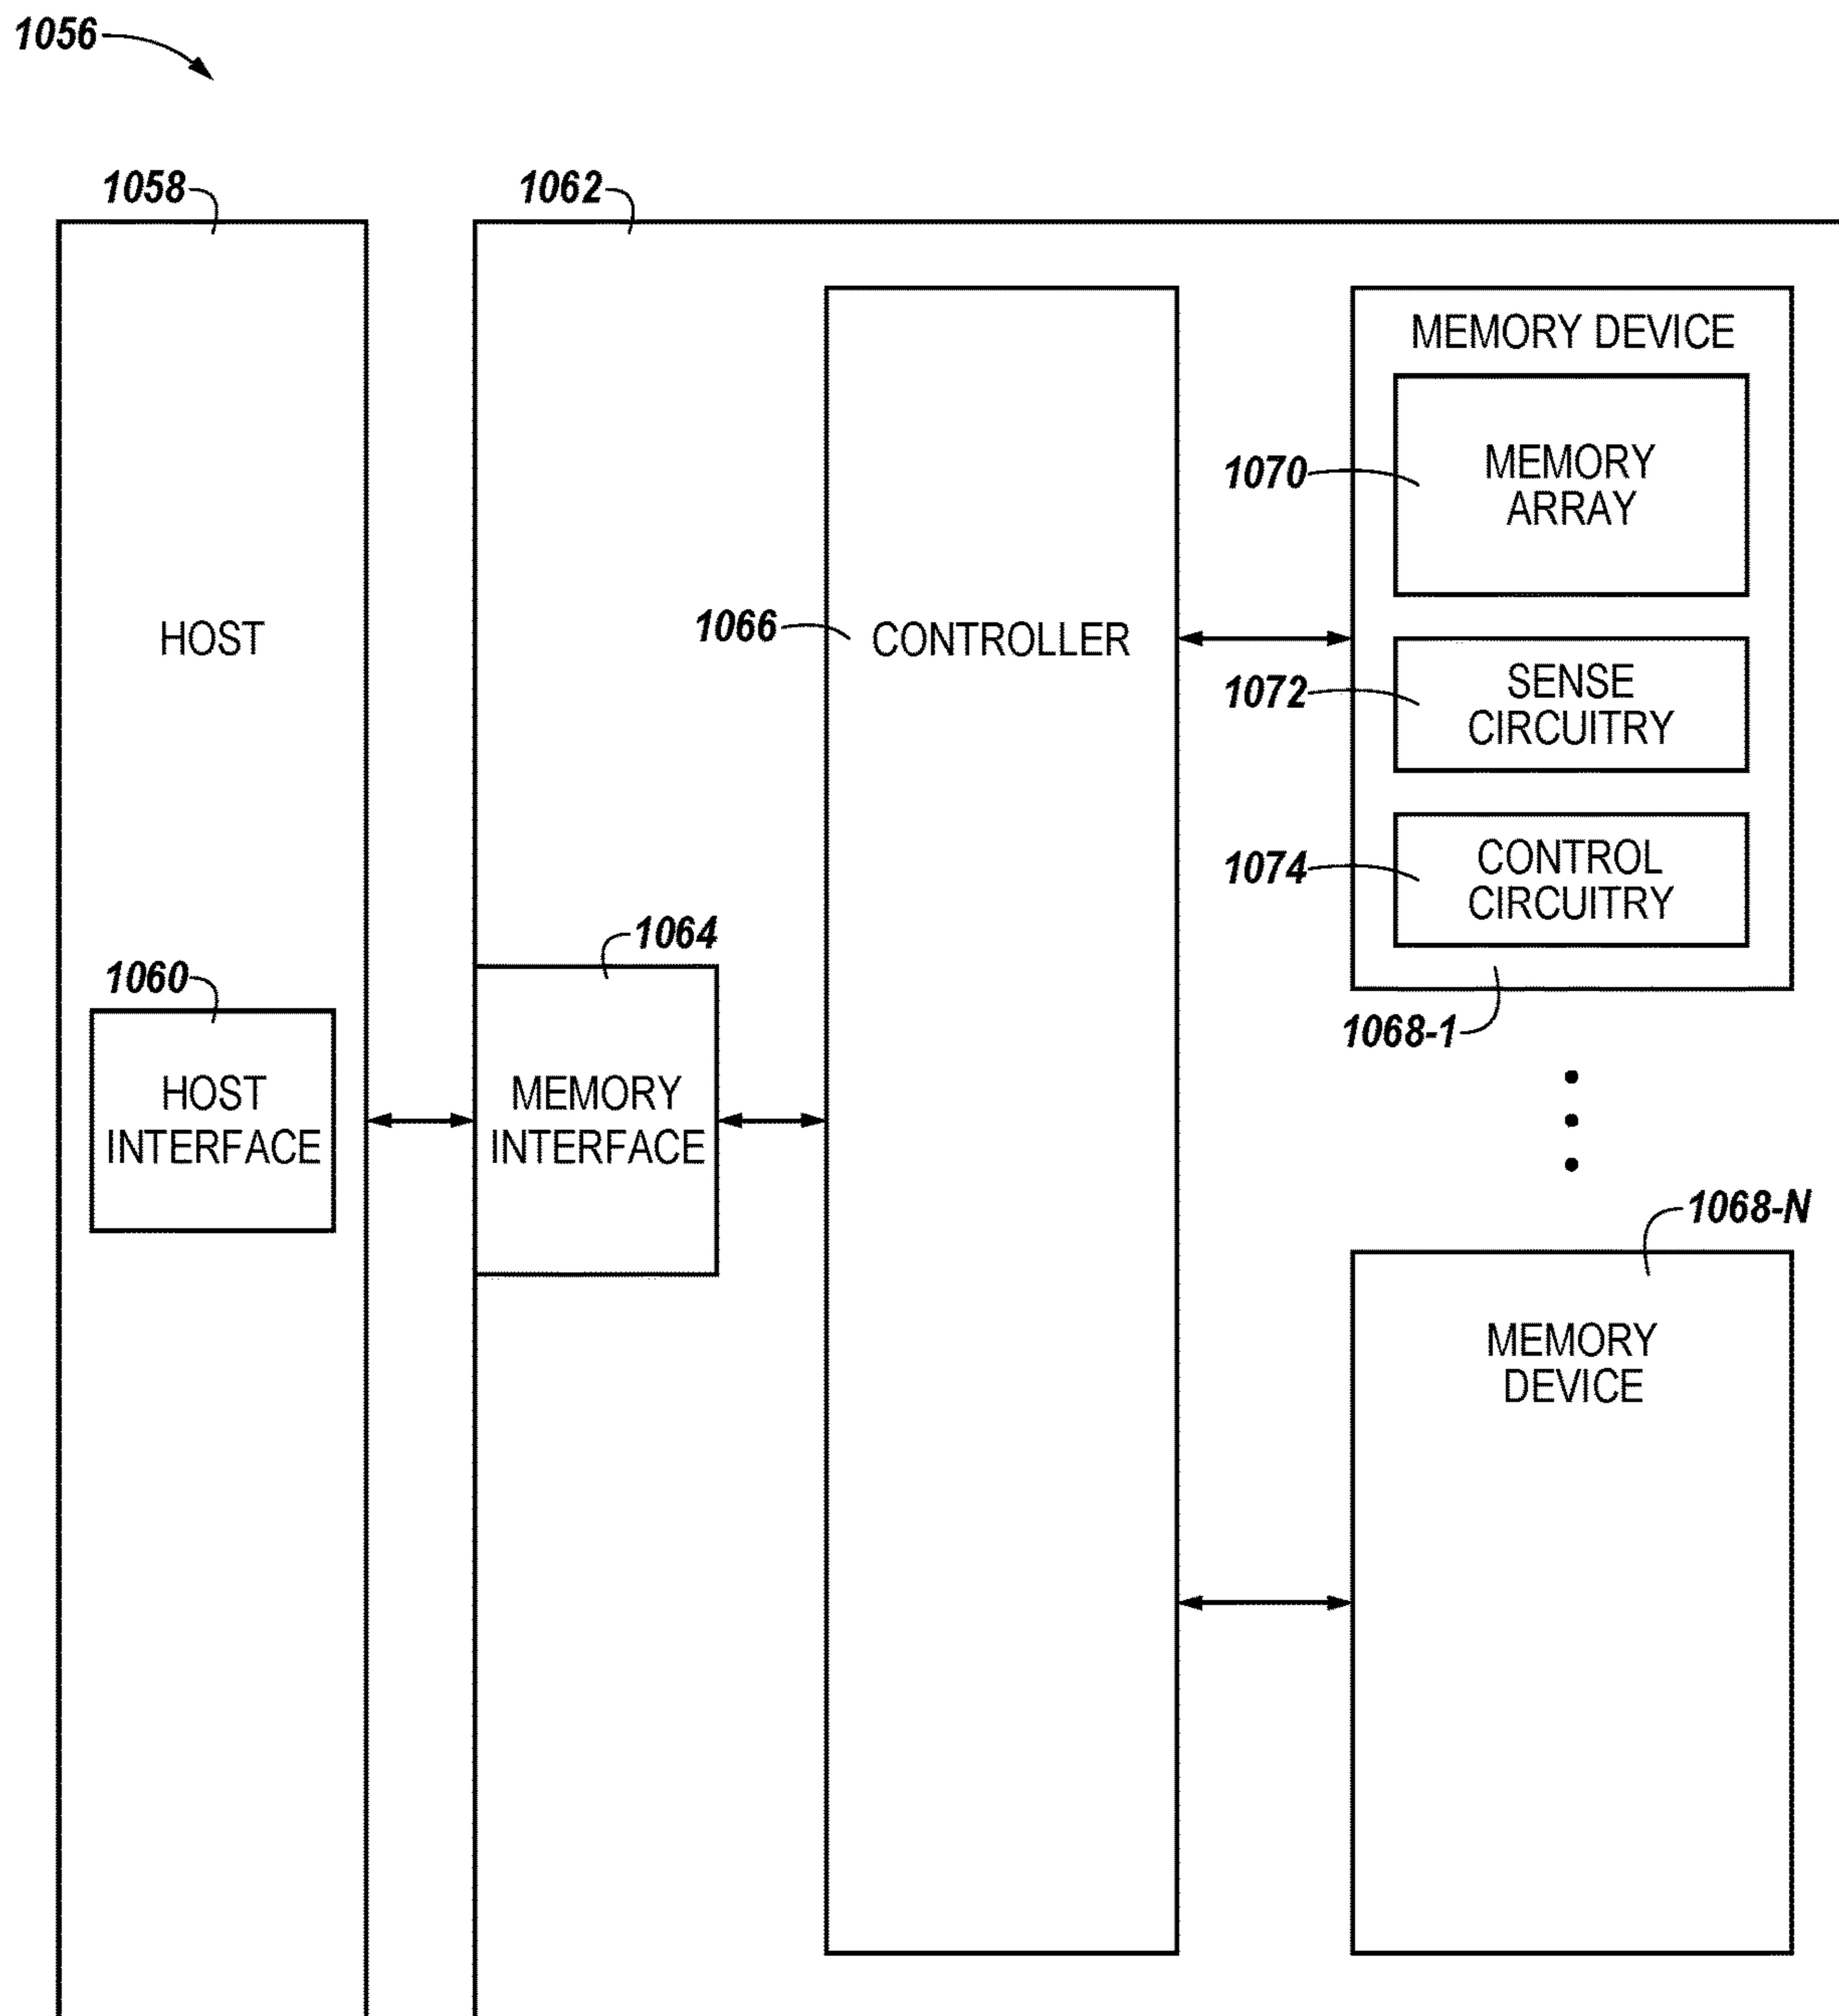 1056
1058
1062
MEMORY DEVICE
1070
MEMORY
ARRAY
HOST
1066
CONTROLLER
1072
SENSE
CIRCUITRY
1074
CONTROL
CIRCUITRY
1064
1060
1068-1
HOST
INTERFACE
MEMORY
INTERFACE
1068-N
MEMORY
DEVICE